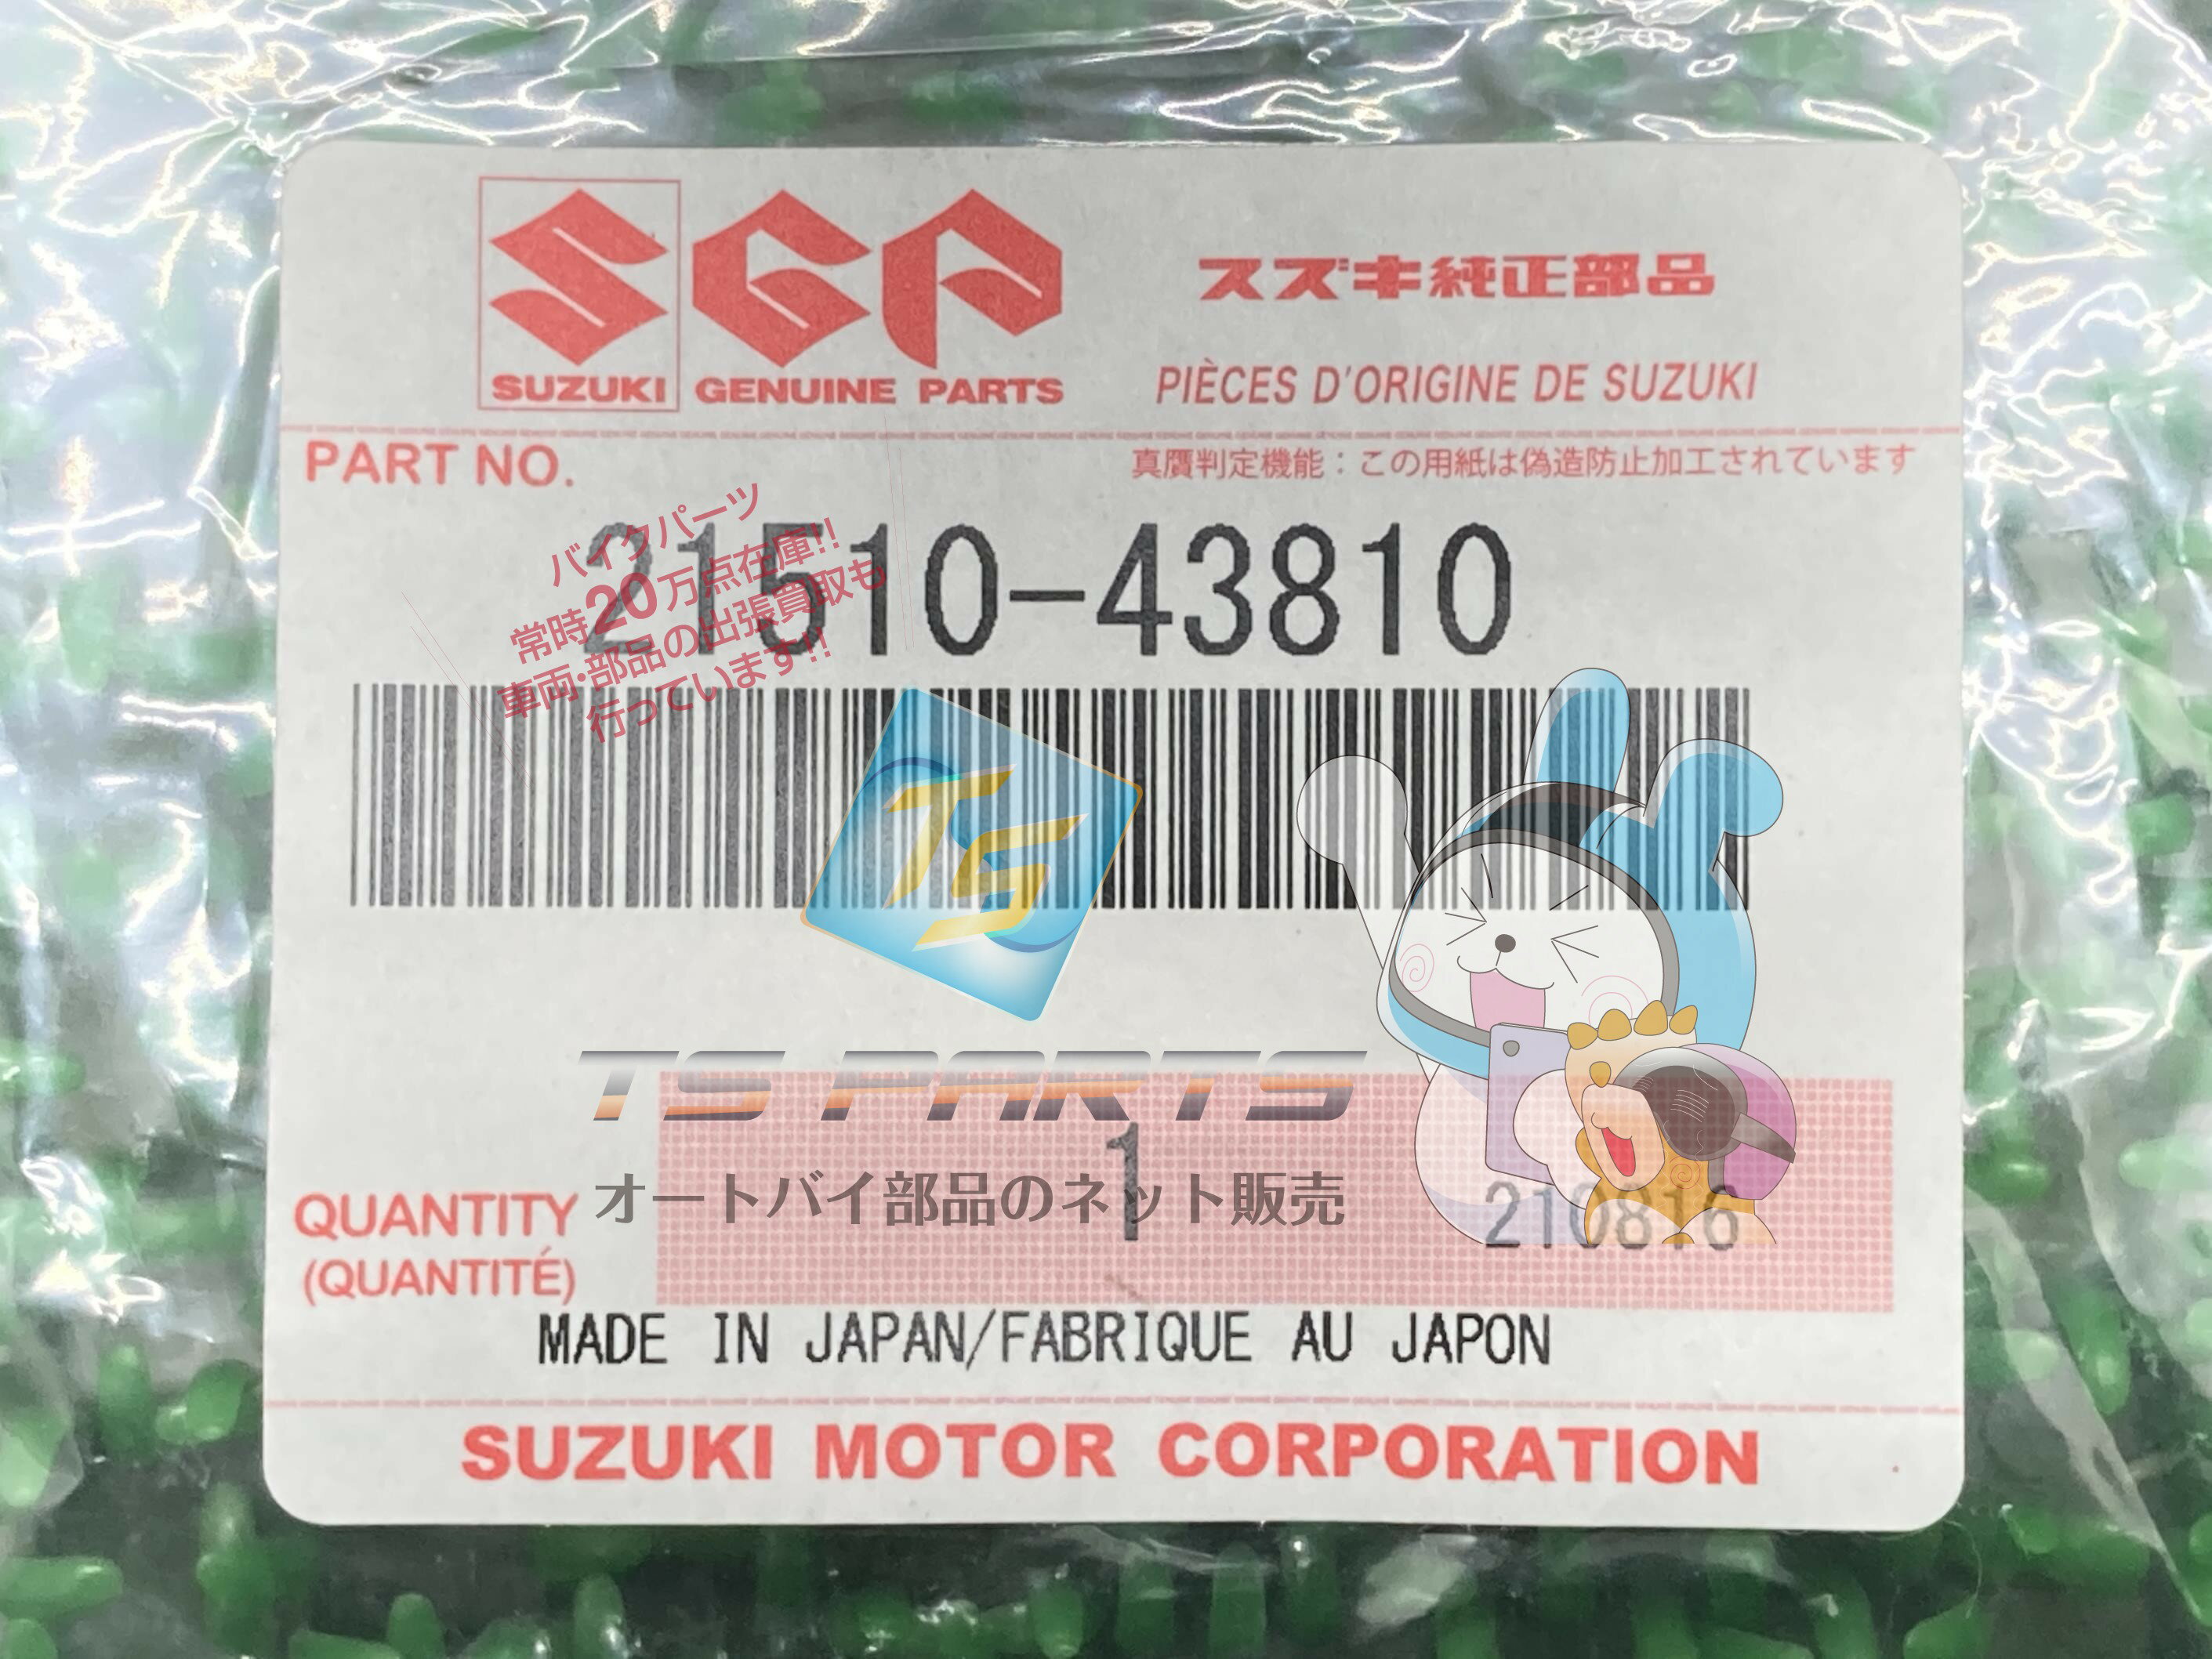 SUZUKI GENUINE PARTS
スズキ純正部品
PIÈCES D'ORIGINE DE SUZUKI
PART NO.
真贋判定機能：この用紙は偽造防止加工されています
21510-43810
バイクパーツ
常時20万点在庫!!
車両・部品の出張買取も
行っています!!
TS
TS PARTS
オートバイ部品のネット販売
QUANTITY
(QUANTITÉ)
1
210816
MADE IN JAPAN/FABRIQUE AU JAPON
SUZUKI MOTOR CORPORATION